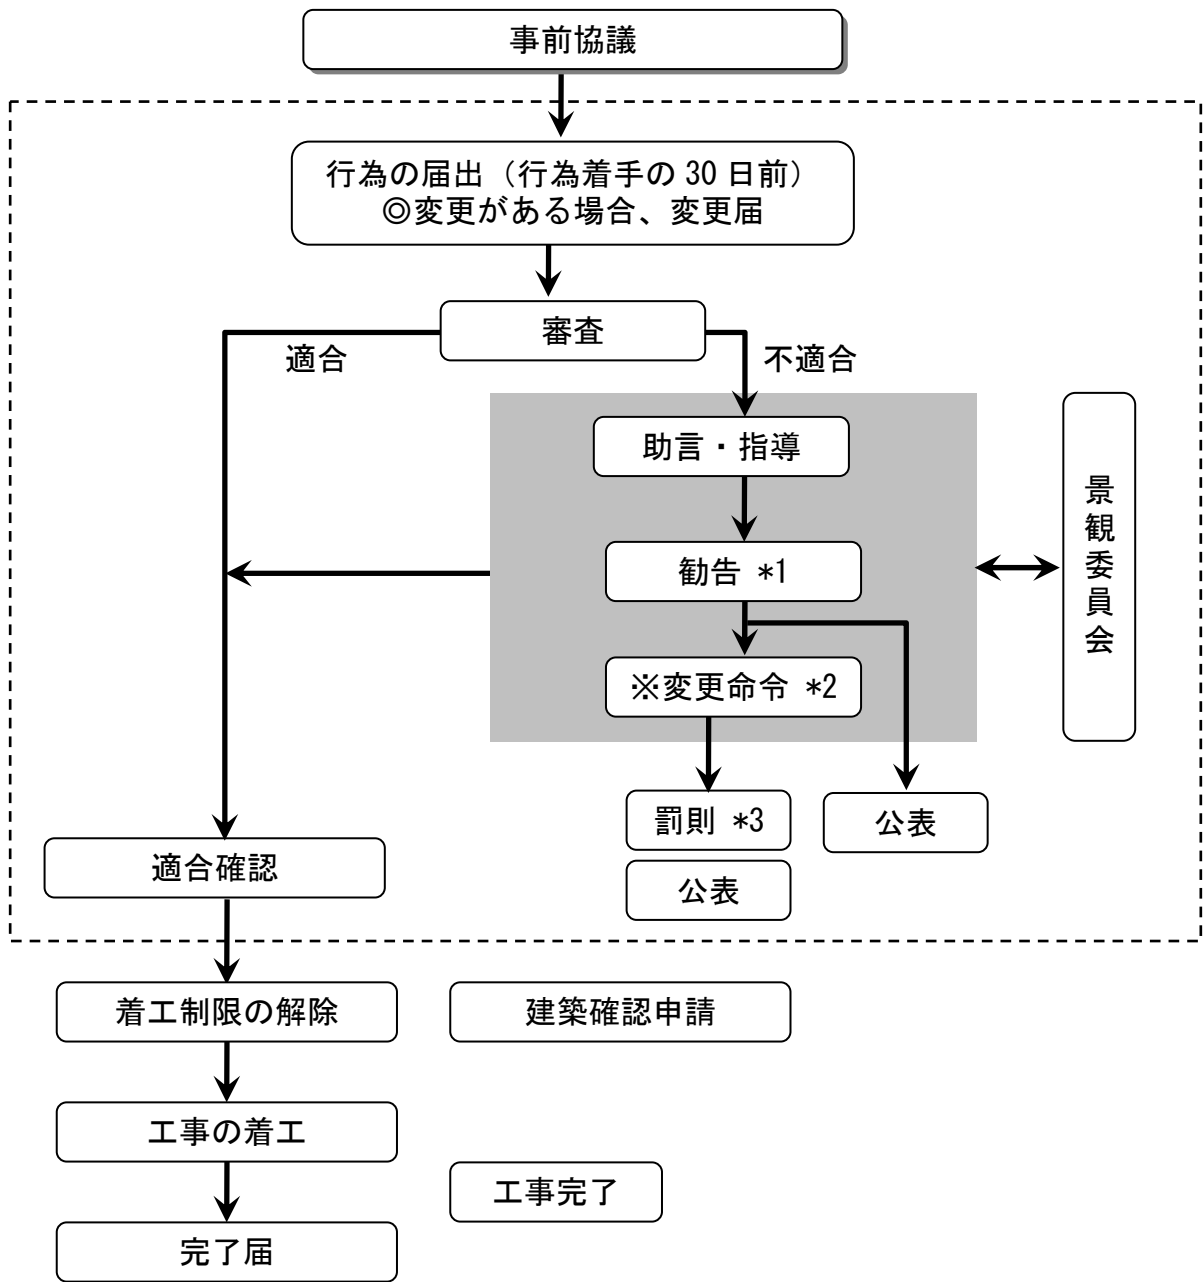 事前協議
行為の届出（行為着手の 30 日前）
◎変更がある場合、変更届
審査
適合
不適合
助言・指導
勧告 *1
※変更命令 *2
景観委員会
罰則 *3
公表
公表
適合確認
着工制限の解除
建築確認申請
工事の着工
工事完了
完了届